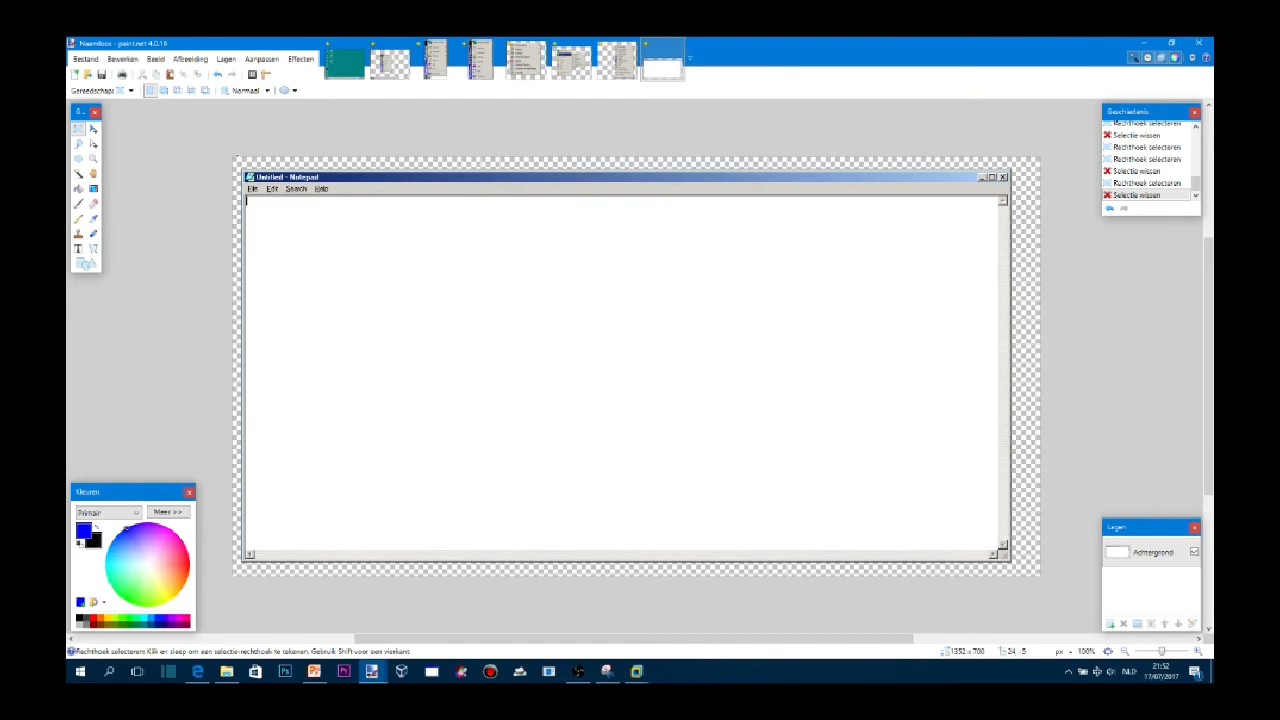 Naamloos - paint.net 4.0.16
Bestand Bewerken Beeld Afbeelding Lagen Aanpassen Effecten
Gereedschap: Normaal
G...
Geschiedenis
Rechthoek selecteren
Selectie wissen
Rechthoek selecteren
Rechthoek selecteren
Selectie wissen
Rechthoek selecteren
Selectie wissen
Untitled - Notepad
File Edit Search Help
Kleuren
Primair
Meer >>
Lagen
Achtergrond
Rechthoek selecteren: Klik en sleep om een selectie-rechthoek te tekenen. Gebruik Shift voor een vierkant.
1352 x 700
24, -5
px
100%
NLD
21:52
17/07/2017